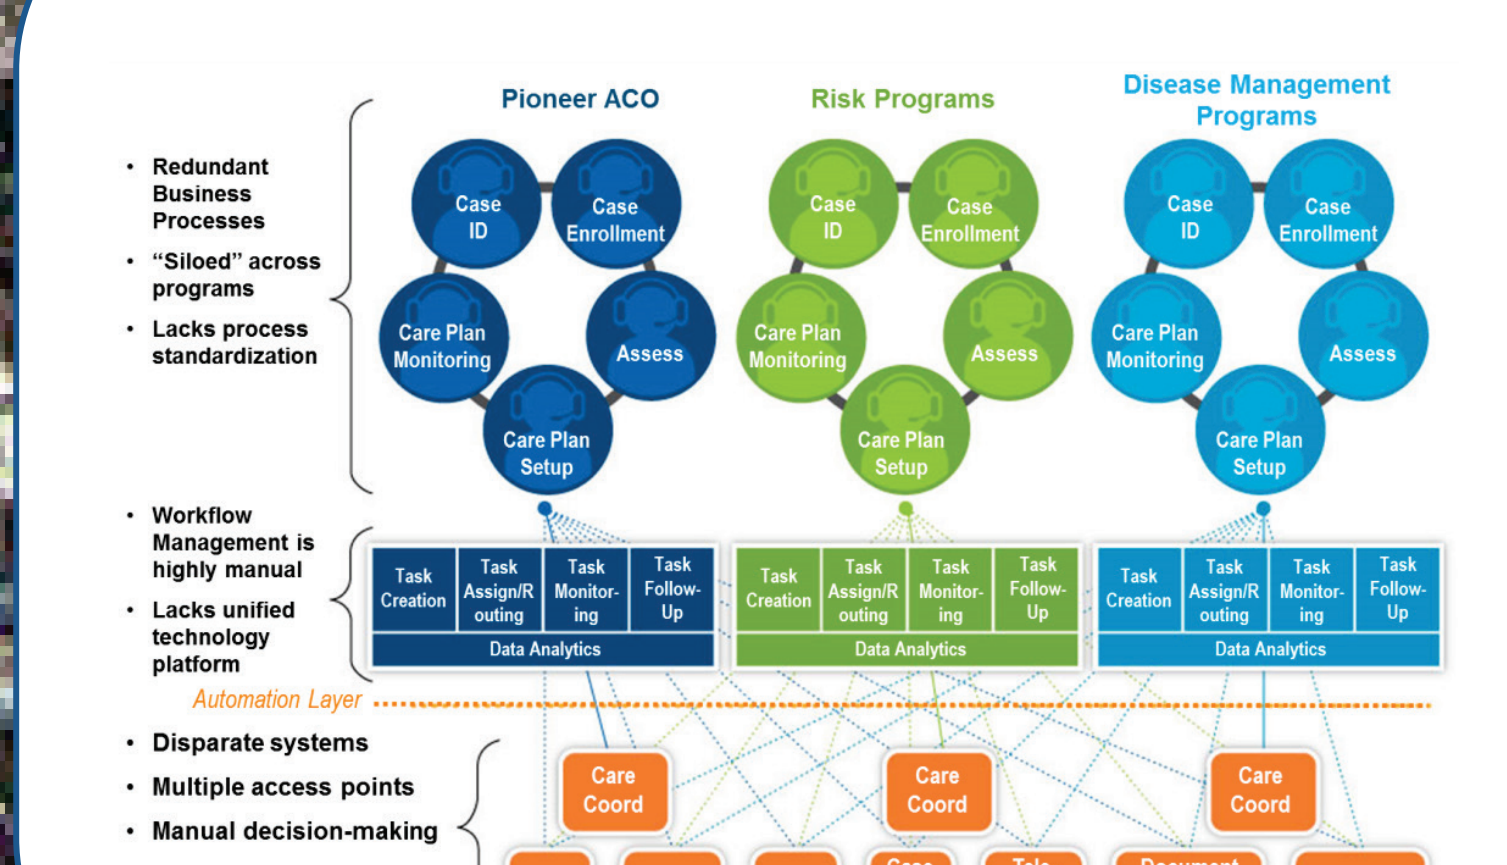 Pioneer ACO
Risk Programs
Disease Management
Programs
• Redundant
Business
Processes
• “Siloed” across
programs
• Lacks process
standardization
Case
ID
Case
Enrollment
Care Plan
Monitoring
Assess
Care Plan
Setup
Case
ID
Case
Enrollment
Care Plan
Monitoring
Assess
Care Plan
Setup
Case
ID
Case
Enrollment
Care Plan
Monitoring
Assess
Care Plan
Setup
• Workflow
Management is
highly manual
• Lacks unified
technology
platform
Task
Creation
Task
Assign/R
outing
Task
Monitor-
ing
Task
Follow-
Up
Data Analytics
Task
Creation
Task
Assign/R
outing
Task
Monitor-
ing
Task
Follow-
Up
Data Analytics
Task
Creation
Task
Assign/R
outing
Task
Monitor-
ing
Task
Follow-
Up
Data Analytics
Automation Layer
• Disparate systems
• Multiple access points
• Manual decision-making
Care
Coord
Care
Coord
Care
Coord
Case
Tele
Document